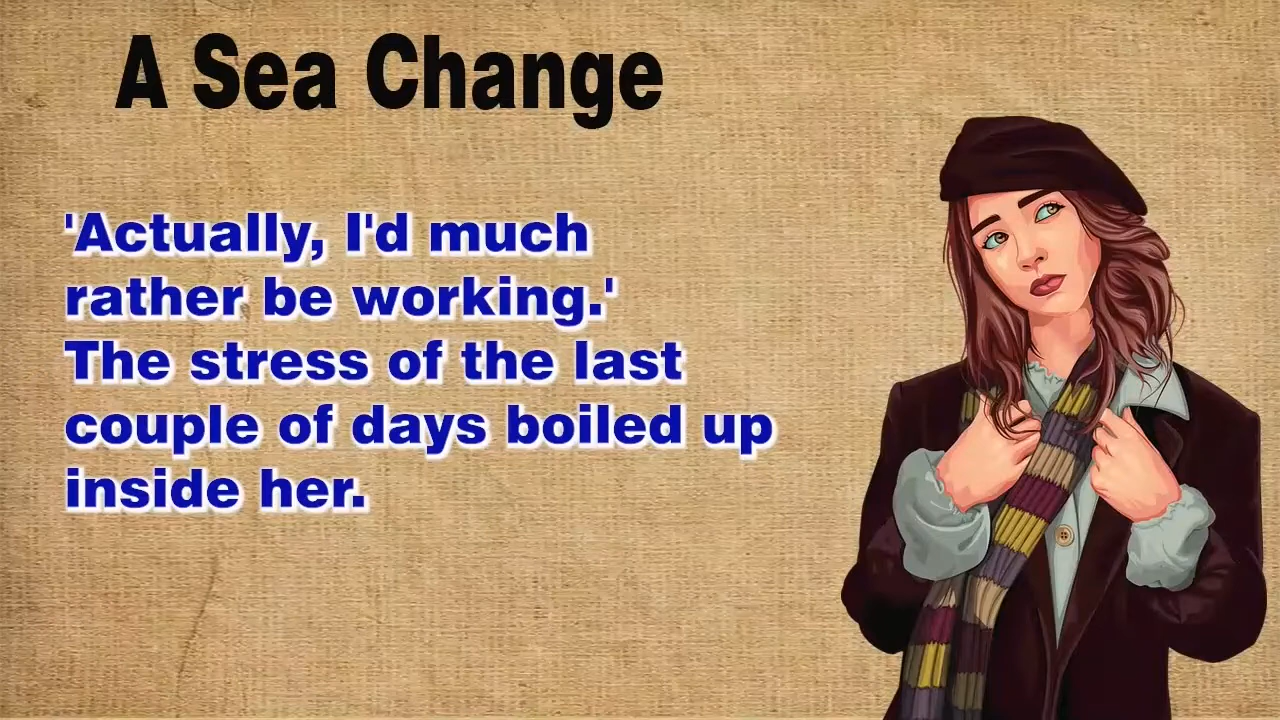 A Sea Change
'Actually, I'd much
rather be working.'
The stress of the last
couple of days boiled up
inside her.